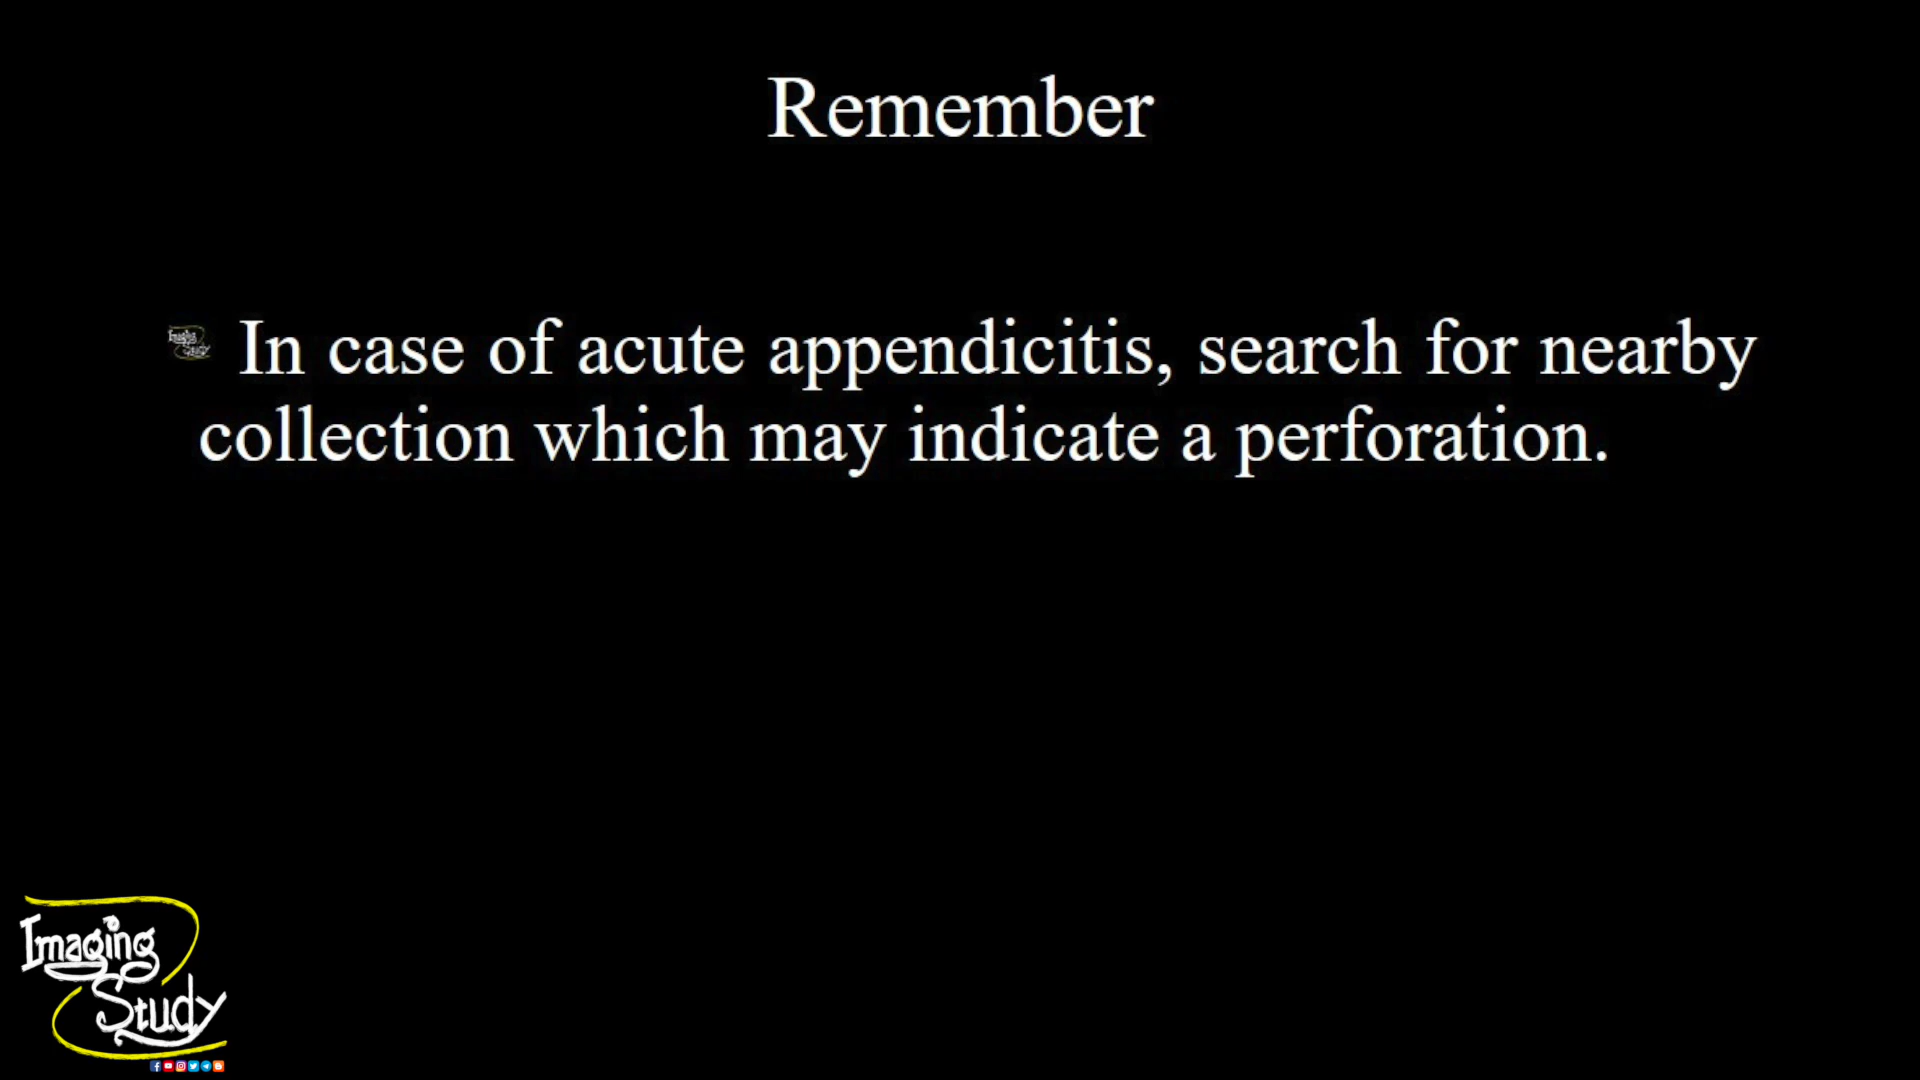 Remember
In case of acute appendicitis, search for nearby
collection which may indicate a perforation.
Imaging
Study